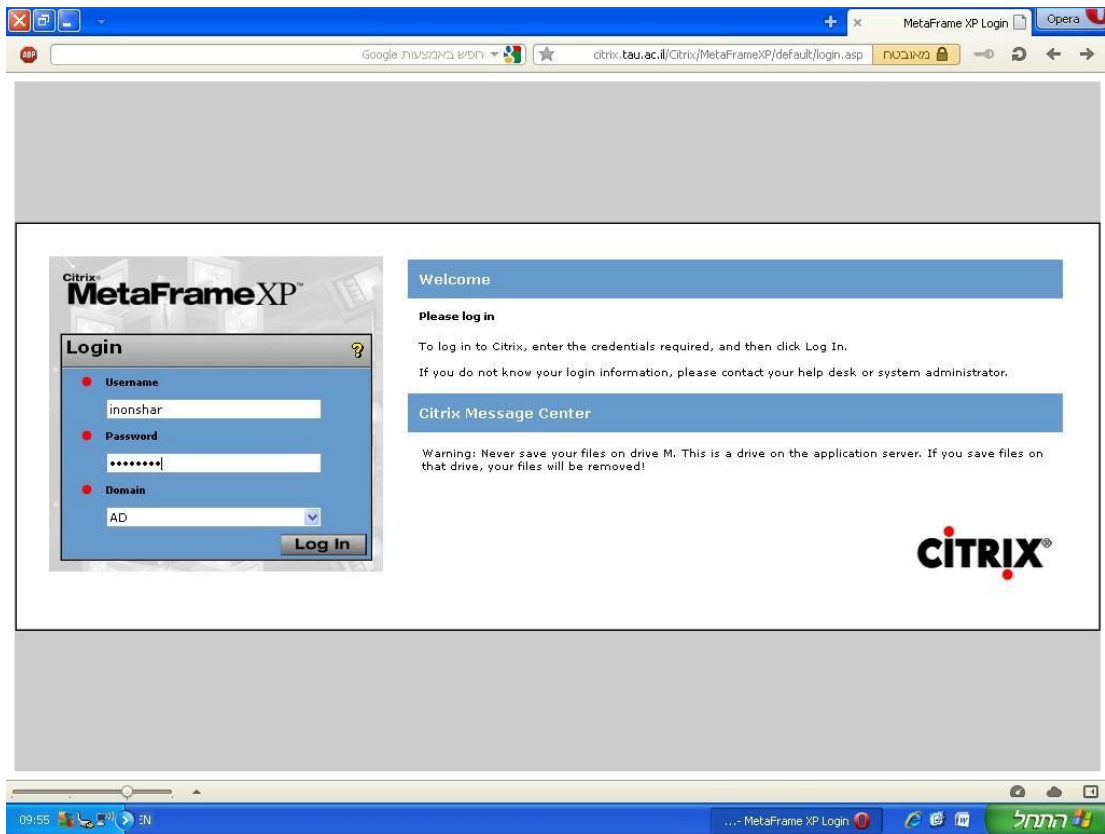 Opera
MetaFrame XP Login
citrix.tau.ac.il/Citrix/MetaFrameXP/default/login.asp
מאובטח
חפש באמצעות Google
ABP
Citrix®
MetaFrameXP™
Login
?
Username
inonshar
Password
••••••••
Domain
AD
Log In
Welcome
Please log in
To log in to Citrix, enter the credentials required, and then click Log In.
If you do not know your login information, please contact your help desk or system administrator.
Citrix Message Center
Warning: Never save your files on drive M. This is a drive on the application server. If you save files on
that drive, your files will be removed!
CITRIX®
התחל
...- MetaFrame XP Login
EN
09:55